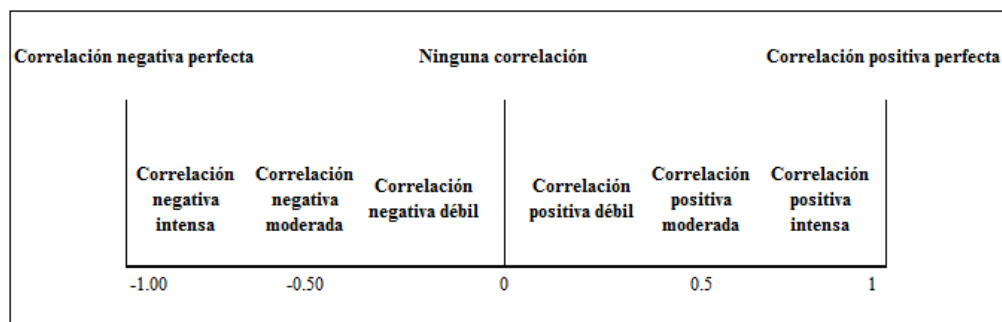 Correlación negativa perfecta
Ninguna correlación
Correlación positiva perfecta
Correlación
negativa
intensa
Correlación
negativa
moderada
Correlación
negativa débil
Correlación
positiva débil
Correlación
positiva
moderada
Correlación
positiva
intensa
-1.00
-0.50
0
0.5
1